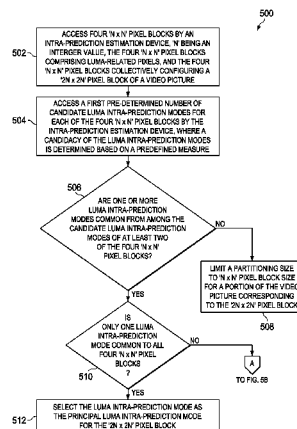 500
502
ACCESS FOUR 'N x N' PIXEL BLOCKS BY AN
INTRA-PREDICTION ESTIMATION DEVICE, 'N' BEING AN
INTERGER VALUE, THE FOUR 'N x N' PIXEL BLOCKS
COMPRISING LUMA-RELATED PIXELS, AND THE FOUR
'N x N' PIXEL BLOCKS COLLECTIVELY CONFIGURING A
'2N x 2N' PIXEL BLOCK OF A VIDEO PICTURE
504
ACCESS A FIRST PRE-DETERMINED NUMBER OF
CANDIDATE LUMA INTRA-PREDICTION MODES FOR
EACH OF THE FOUR 'N x N' PIXEL BLOCKS BY THE
INTRA-PREDICTION ESTIMATION DEVICE, WHERE A
CANDIDACY OF THE LUMA INTRA-PREDICTION MODES
IS DETERMINED BASED ON A PREDEFINED MEASURE
506
ARE ONE OR MORE
LUMA INTRA-PREDICTION
MODES COMMON FROM AMONG THE
CANDIDATE LUMA INTRA-PREDICTION
MODES OF AT LEAST TWO
OF THE FOUR 'N x N'
PIXEL BLOCKS?
NO
LIMIT A PARTITIONING SIZE
TO 'N x N' PIXEL BLOCK SIZE
FOR A PORTION OF THE VIDEO
PICTURE CORRESPONDING
TO THE '2N x 2N' PIXEL BLOCK
508
YES
IS
ONLY ONE LUMA
INTRA-PREDICTION
MODE COMMON TO ALL
FOUR 'N x N' PIXEL
BLOCKS
?
510
NO
A
TO FIG. 5B
YES
512
SELECT THE LUMA INTRA-PREDICTION MODE AS
THE PRINCIPAL LUMA INTRA-PREDICTION MODE
FOR THE '2N x 2N' PIXEL BLOCK